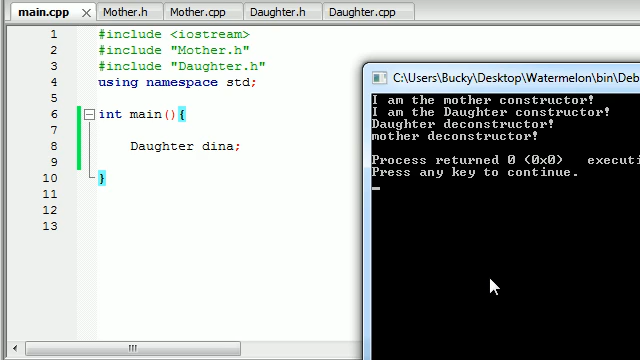 main.cpp Mother.h Mother.cpp Daughter.h Daughter.cpp
1 #include <iostream>
2 #include "Mother.h"
3 #include "Daughter.h"
4 using namespace std;
5
6 int main(){
7
8 Daughter dina;
9
10 }
11
12
13
C:\Users\Bucky\Desktop\Watermelon\bin\Deb
I am the mother constructor!
I am the Daughter constructor!
Daughter deconstructor!
mother deconstructor!
Process returned 0 (0x0) executi
Press any key to continue.